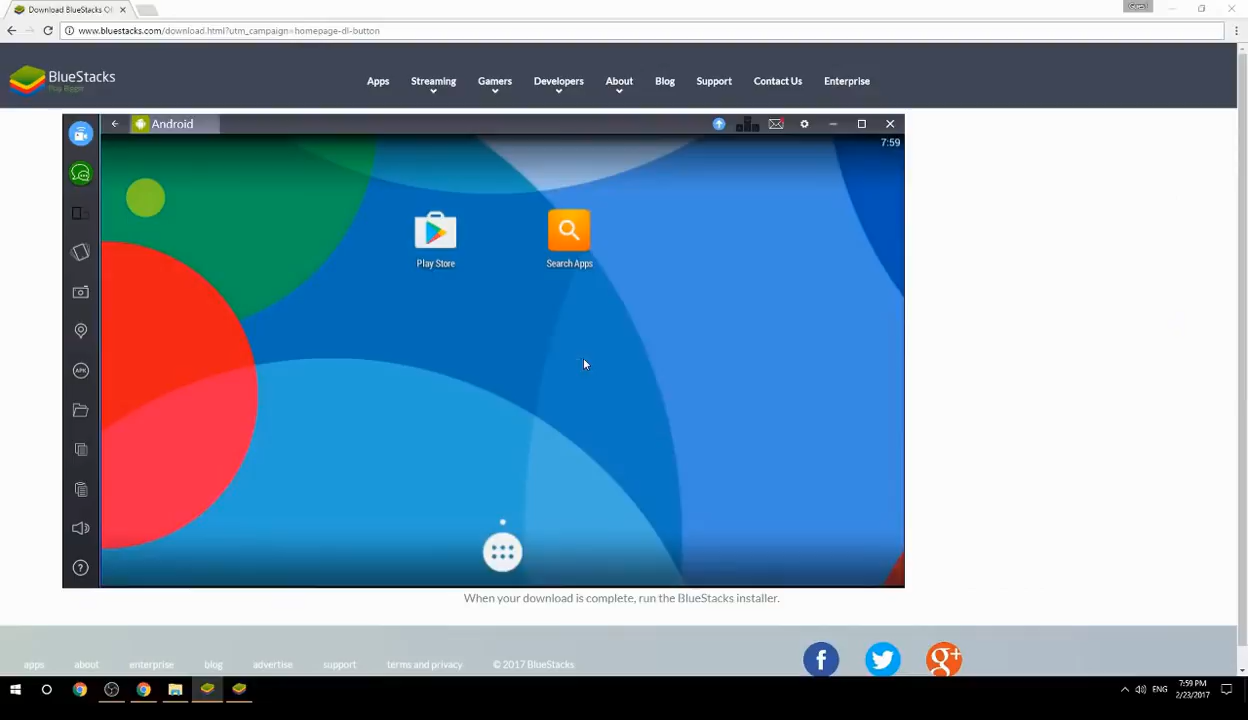 Download BlueStacks Of
www.bluestacks.com/download.html?utm_campaign=homepage-dl-button
BlueStacks
Play Bigger
Apps Streaming Gamers Developers About Blog Support Contact Us Enterprise
Android
7:59
Play Store
Search Apps
APK
When your download is complete, run the BlueStacks installer.
apps about enterprise blog advertise support terms and privacy © 2017 BlueStacks
f
g+
ENG
7:59 PM
2/23/2017